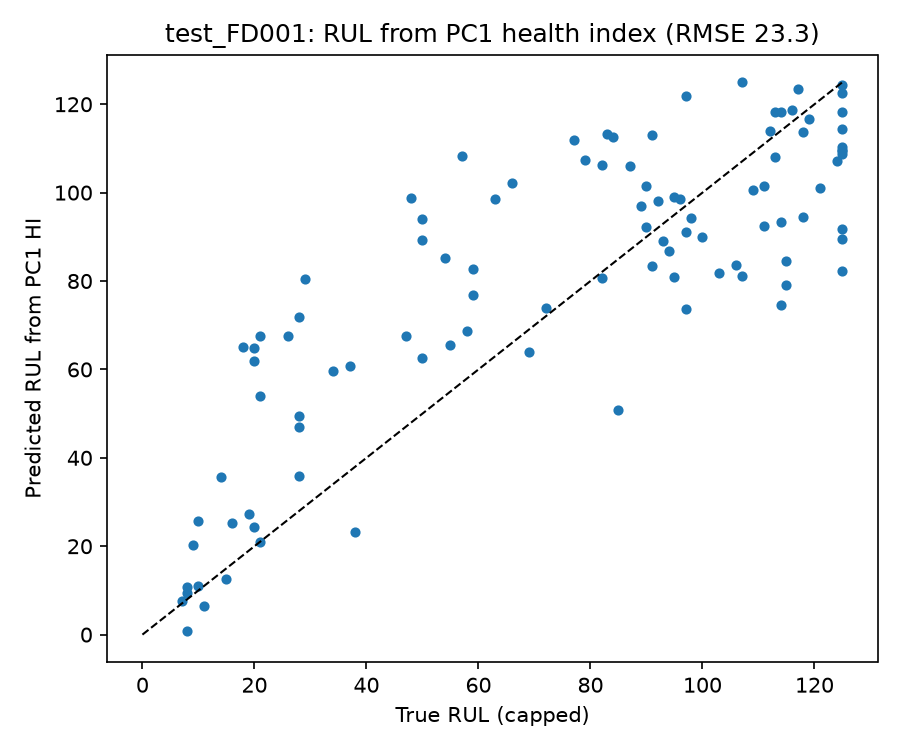 test_FD001: RUL from PC1 health index (RMSE 23.3)
Predicted RUL from PC1 HI
120
100
80
60
40
20
0
0 20 40 60 80 100 120
True RUL (capped)